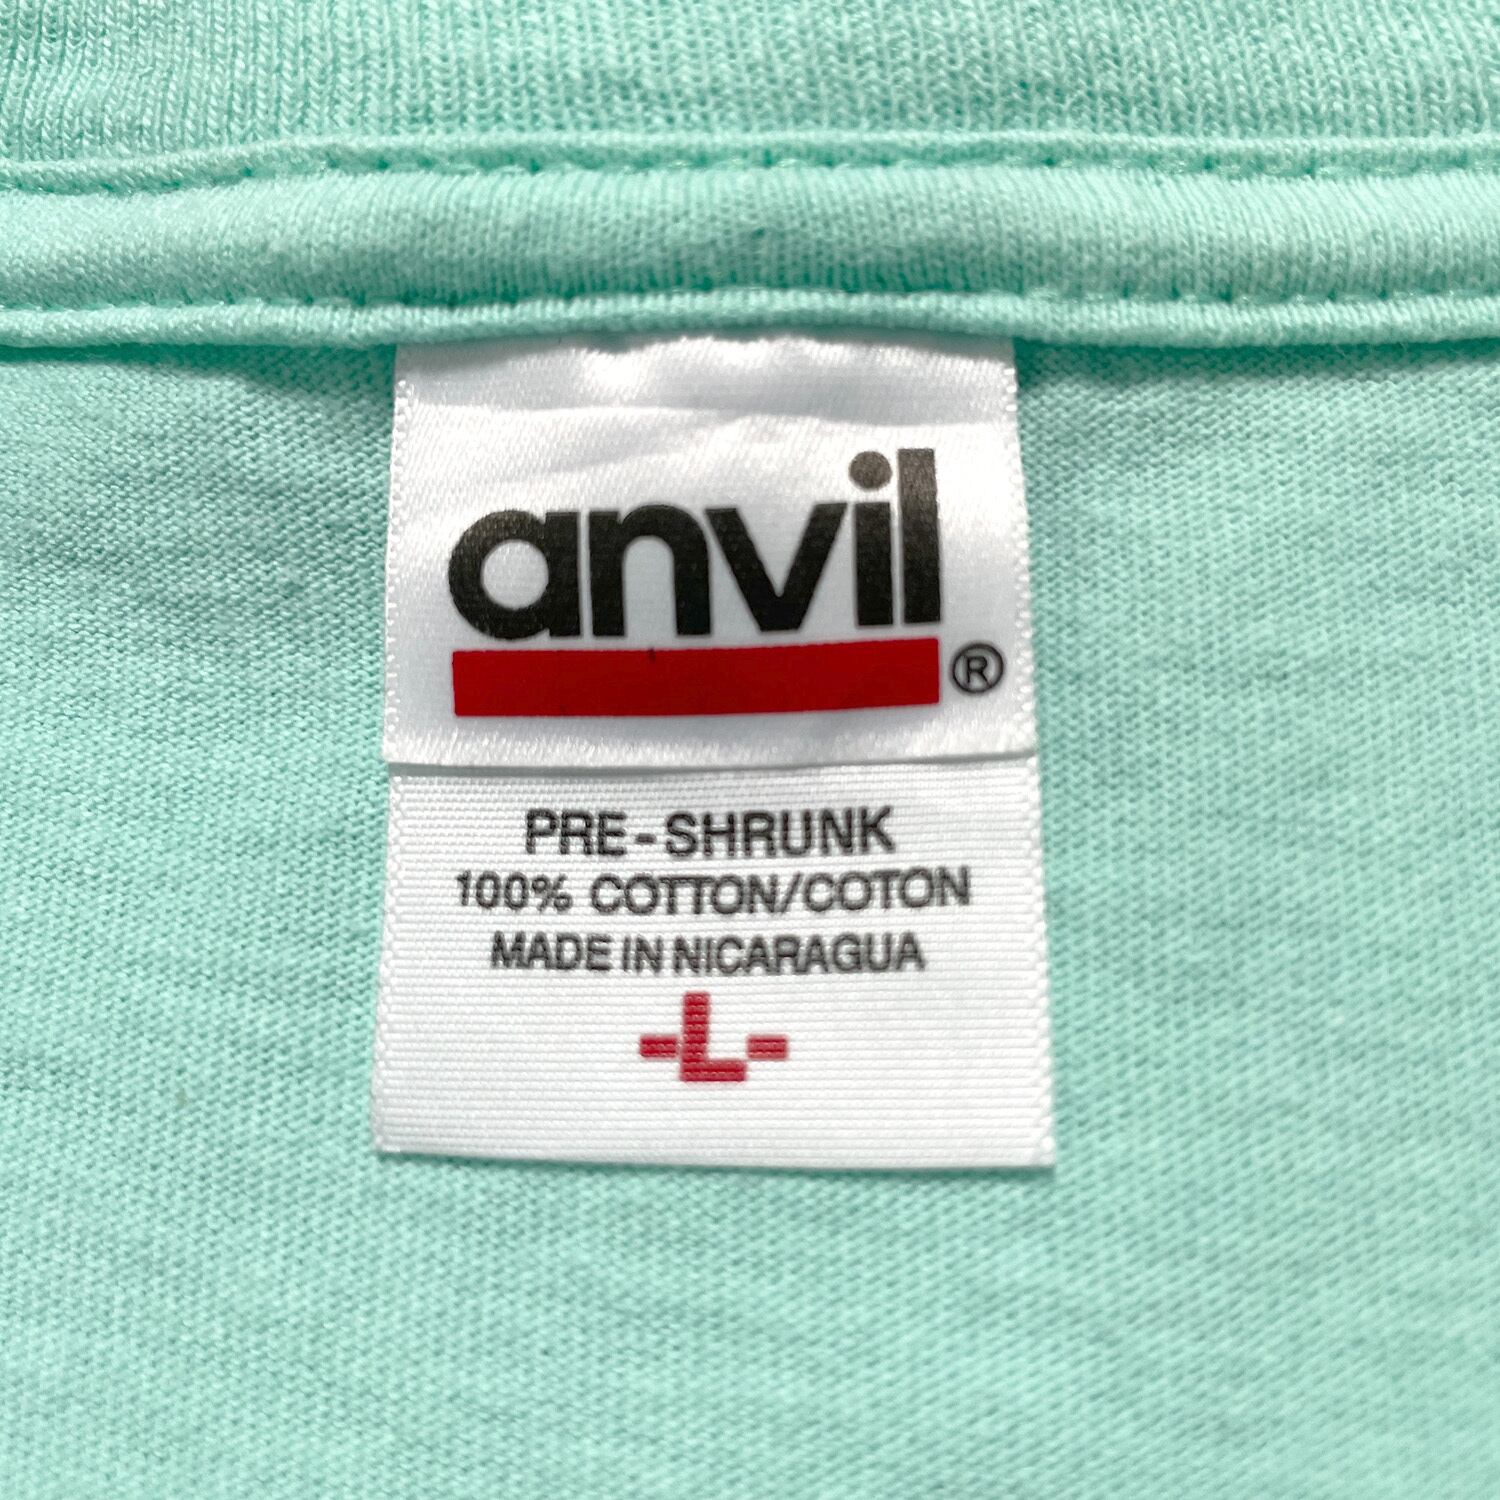 anvil®
PRE-SHRUNK
100% COTTON/COTON
MADE IN NICARAGUA
-L-